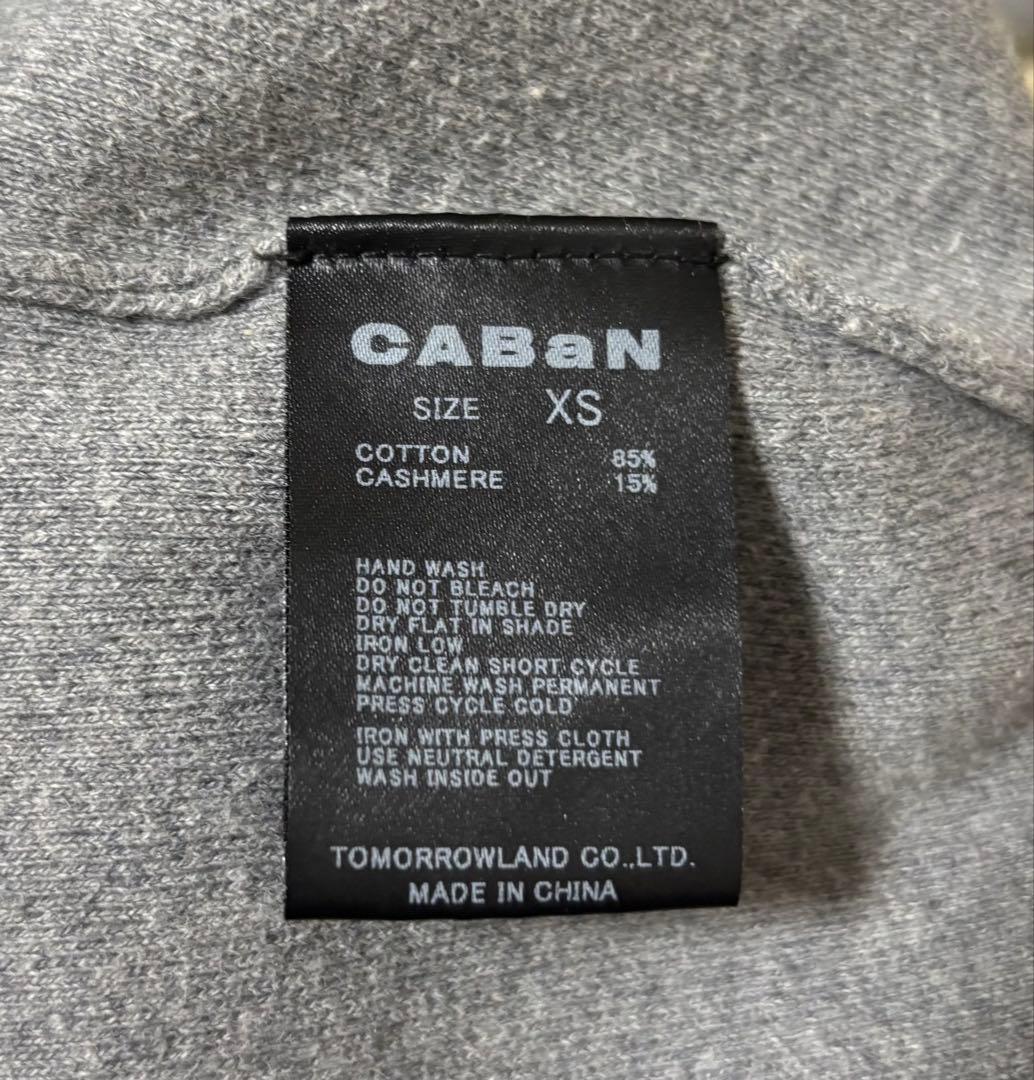 CABaN
SIZE XS
COTTON 85%
CASHMERE 15%
HAND WASH
DO NOT BLEACH
DO NOT TUMBLE DRY
DRY FLAT IN SHADE
IRON LOW
DRY CLEAN SHORT CYCLE
MACHINE WASH PERMANENT
PRESS CYCLE COLD
IRON WITH PRESS CLOTH
USE NEUTRAL DETERGENT
WASH INSIDE OUT
TOMORROWLAND CO.,LTD.
MADE IN CHINA